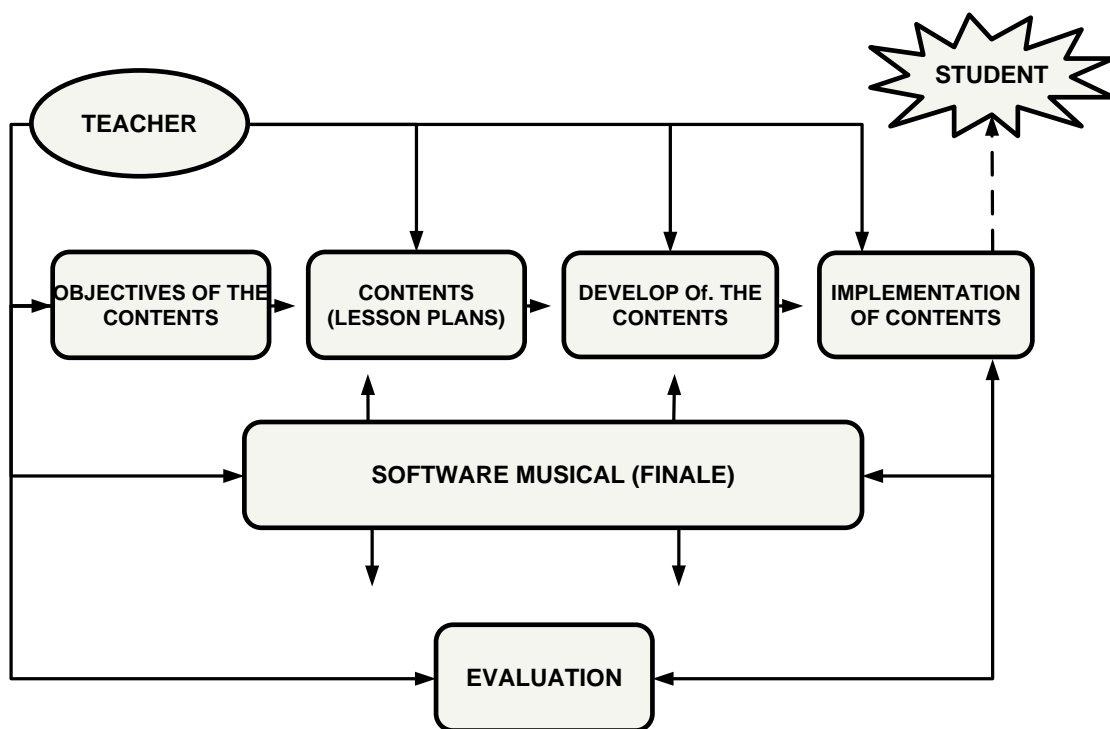 STUDENT
TEACHER
OBJECTIVES OF THE
CONTENTS
CONTENTS
(LESSON PLANS)
DEVELOP Of. THE
CONTENTS
IMPLEMENTATION
OF CONTENTS
SOFTWARE MUSICAL (FINALE)
EVALUATION